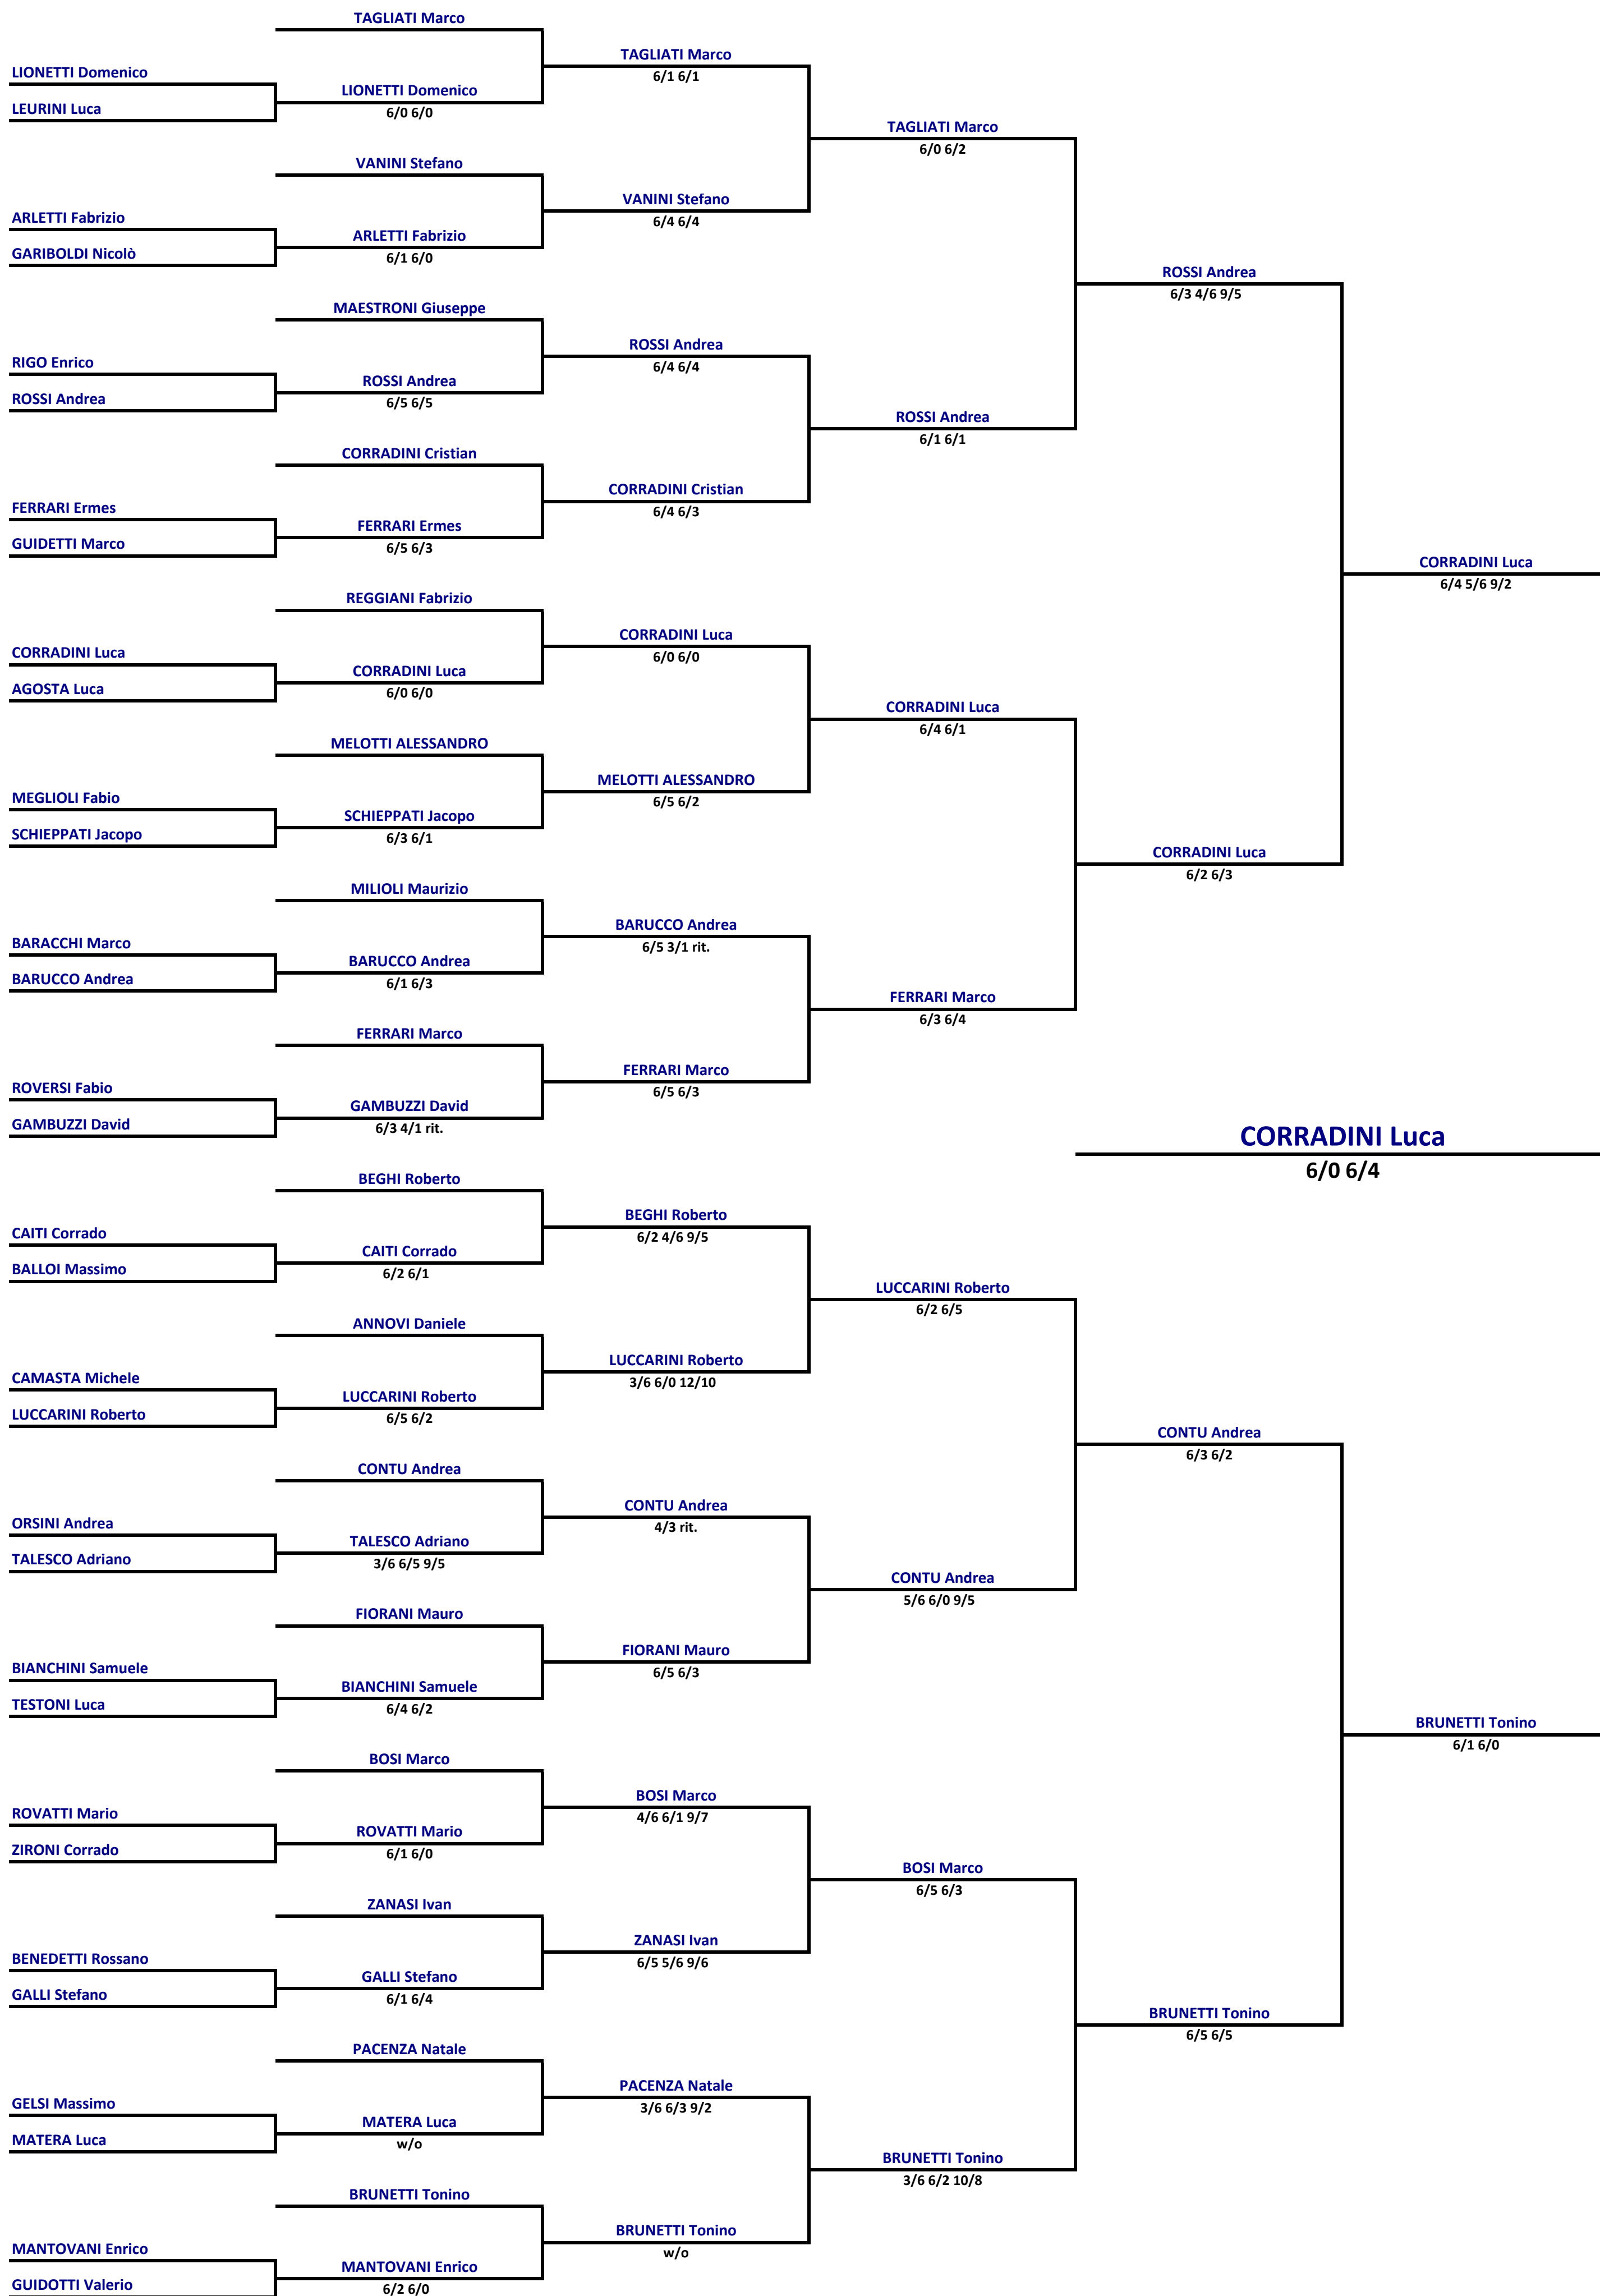 TAGLIATI Marco
TAGLIATI Marco
LIONETTI Domenico
6/1 6/1
LIONETTI Domenico
LEURINI Luca
6/0 6/0
TAGLIATI Marco
6/0 6/2
VANINI Stefano
VANINI Stefano
ARLETTI Fabrizio
6/4 6/4
ARLETTI Fabrizio
GARIBOLDI Nicolò
6/1 6/0
ROSSI Andrea
6/3 4/6 9/5
MAESTRONI Giuseppe
ROSSI Andrea
RIGO Enrico
6/4 6/4
ROSSI Andrea
ROSSI Andrea
6/5 6/5
ROSSI Andrea
6/1 6/1
CORRADINI Cristian
CORRADINI Cristian
FERRARI Ermes
6/4 6/3
FERRARI Ermes
GUIDETTI Marco
6/5 6/3
CORRADINI Luca
6/4 5/6 9/2
REGGIANI Fabrizio
CORRADINI Luca
CORRADINI Luca
6/0 6/0
CORRADINI Luca
AGOSTA Luca
6/0 6/0
CORRADINI Luca
6/4 6/1
MELOTTI ALESSANDRO
MELOTTI ALESSANDRO
MEGLIOLI Fabio
6/5 6/2
SCHIEPPATI Jacopo
SCHIEPPATI Jacopo
6/3 6/1
CORRADINI Luca
6/2 6/3
MILIOLI Maurizio
BARUCCO Andrea
BARACCHI Marco
6/5 3/1 rit.
BARUCCO Andrea
BARUCCO Andrea
6/1 6/3
FERRARI Marco
6/3 6/4
FERRARI Marco
FERRARI Marco
ROVERSI Fabio
6/5 6/3
GAMBUZZI David
GAMBUZZI David
6/3 4/1 rit.
CORRADINI Luca
6/0 6/4
BEGHI Roberto
BEGHI Roberto
CAITI Corrado
6/2 4/6 9/5
CAITI Corrado
BALLOI Massimo
6/2 6/1
LUCCARINI Roberto
6/2 6/5
ANNOVI Daniele
LUCCARINI Roberto
CAMASTA Michele
3/6 6/0 12/10
LUCCARINI Roberto
LUCCARINI Roberto
6/5 6/2
CONTU Andrea
6/3 6/2
CONTU Andrea
CONTU Andrea
ORSINI Andrea
4/3 rit.
TALESCO Adriano
TALESCO Adriano
3/6 6/5 9/5
CONTU Andrea
5/6 6/0 9/5
FIORANI Mauro
FIORANI Mauro
BIANCHINI Samuele
6/5 6/3
BIANCHINI Samuele
TESTONI Luca
6/4 6/2
BRUNETTI Tonino
6/1 6/0
BOSI Marco
BOSI Marco
ROVATTI Mario
4/6 6/1 9/7
ROVATTI Mario
ZIRONI Corrado
6/1 6/0
BOSI Marco
6/5 6/3
ZANASI Ivan
ZANASI Ivan
BENEDETTI Rossano
6/5 5/6 9/6
GALLI Stefano
GALLI Stefano
6/1 6/4
BRUNETTI Tonino
6/5 6/5
PACENZA Natale
PACENZA Natale
GELSI Massimo
3/6 6/3 9/2
MATERA Luca
MATERA Luca
w/o
BRUNETTI Tonino
3/6 6/2 10/8
BRUNETTI Tonino
BRUNETTI Tonino
MANTOVANI Enrico
w/o
MANTOVANI Enrico
GUIDOTTI Valerio
6/2 6/0